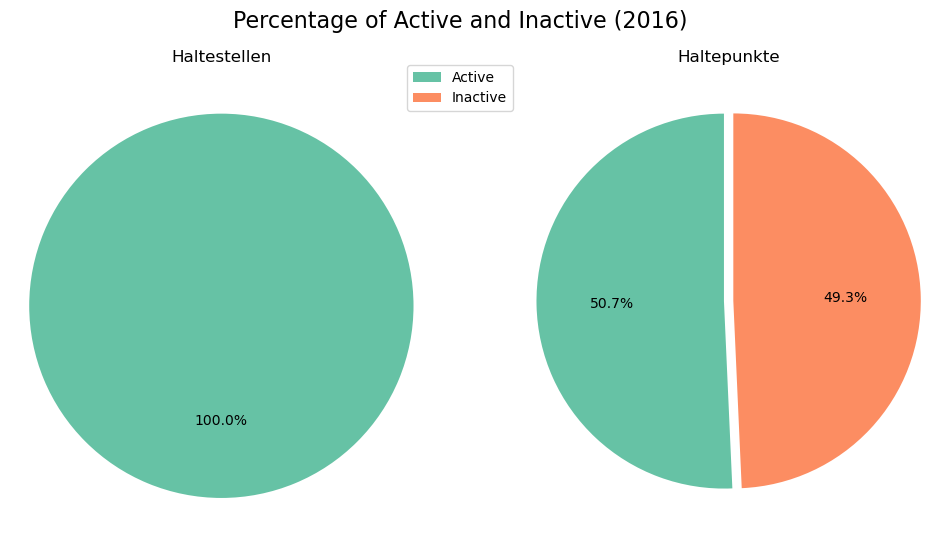 Percentage of Active and Inactive (2016)
Haltestellen
Haltepunkte
Active
Inactive
100.0%
50.7%
49.3%